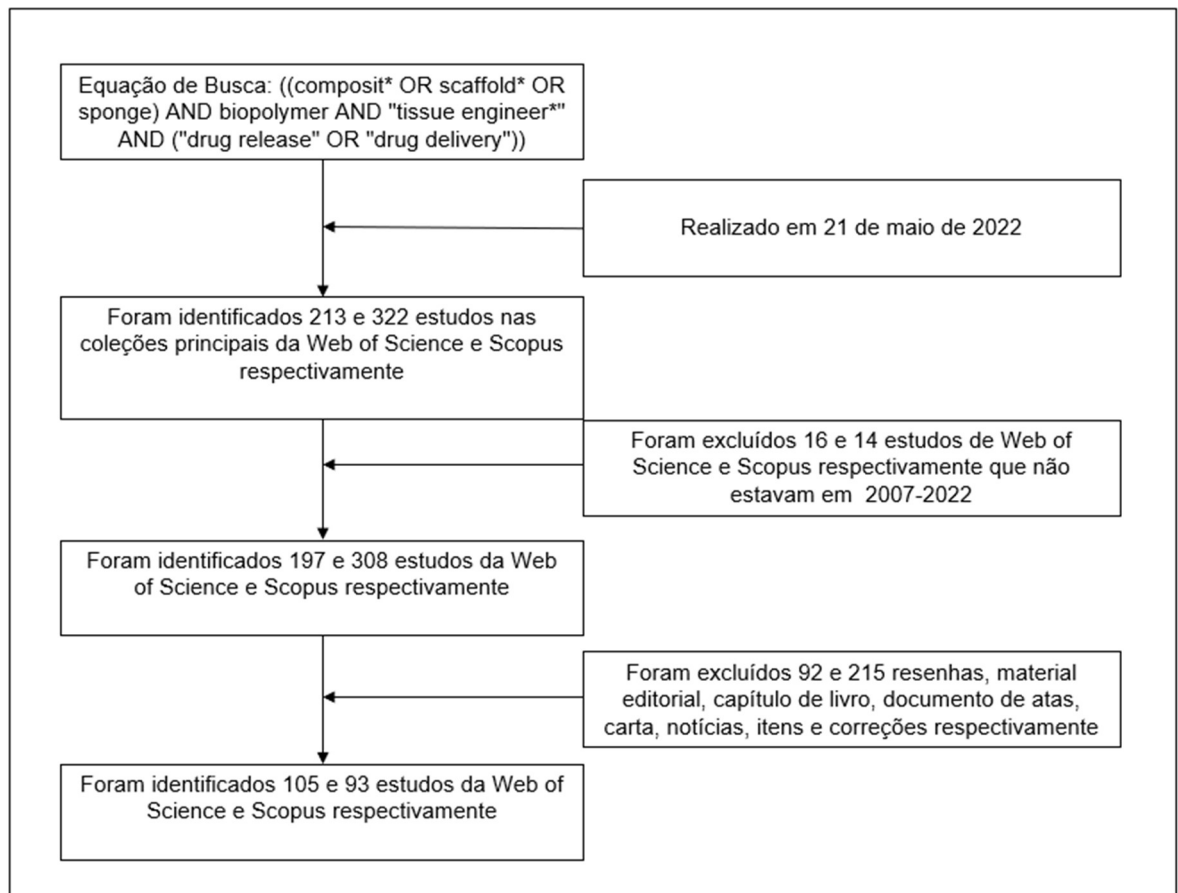 Equação de Busca: ((composit* OR scaffold* OR
sponge) AND biopolymer AND "tissue engineer*"
AND ("drug release" OR "drug delivery"))
Realizado em 21 de maio de 2022
Foram identificados 213 e 322 estudos nas
coleções principais da Web of Science e Scopus
respectivamente
Foram excluídos 16 e 14 estudos de Web of
Science e Scopus respectivamente que não
estavam em 2007-2022
Foram identificados 197 e 308 estudos da Web
of Science e Scopus respectivamente
Foram excluídos 92 e 215 resenhas, material
editorial, capítulo de livro, documento de atas,
carta, notícias, itens e correções respectivamente
Foram identificados 105 e 93 estudos da Web of
Science e Scopus respectivamente